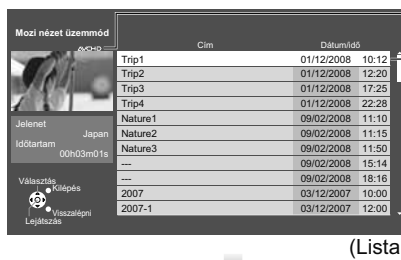 Mozi nézet üzemmód
AVCHD
Cím Dátum/idő
Trip1 01/12/2008 10:12
Trip2 01/12/2008 12:20
Trip3 01/12/2008 17:25
Trip4 01/12/2008 22:28
Nature1 09/02/2008 11:10
Nature2 09/02/2008 11:15
Nature3 09/02/2008 11:50
--- 09/02/2008 15:14
--- 09/02/2008 18:16
2007 03/12/2007 10:00
2007-1 03/12/2007 12:00
Jelenet
Japan
Időtartam
00h03m01s
Választás
Kilépés
Visszalépni
Lejátszás
(Lista